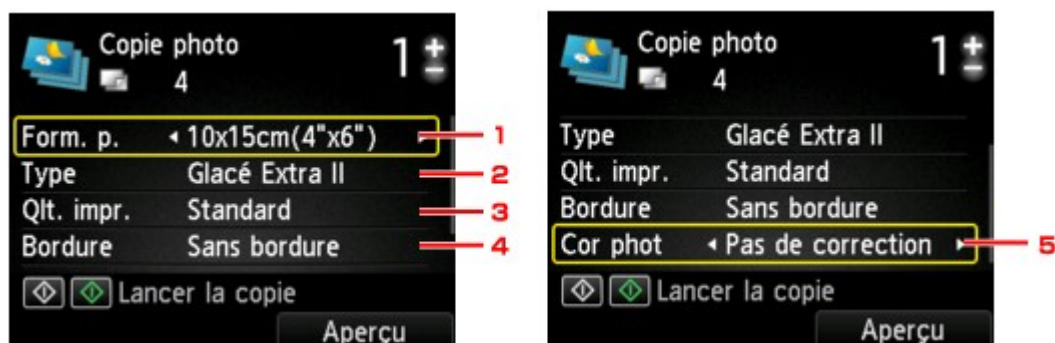 Copie photo
4
1 + -
Form. p. 10x15cm(4"x6") 1
Type Glacé Extra II 2
Qlt. impr. Standard 3
Bordure Sans bordure 4
Lancer la copie
Aperçu
Copie photo
4
1 + -
Type Glacé Extra II
Qlt. impr. Standard
Bordure Sans bordure
Cor phot Pas de correction 5
Lancer la copie
Aperçu